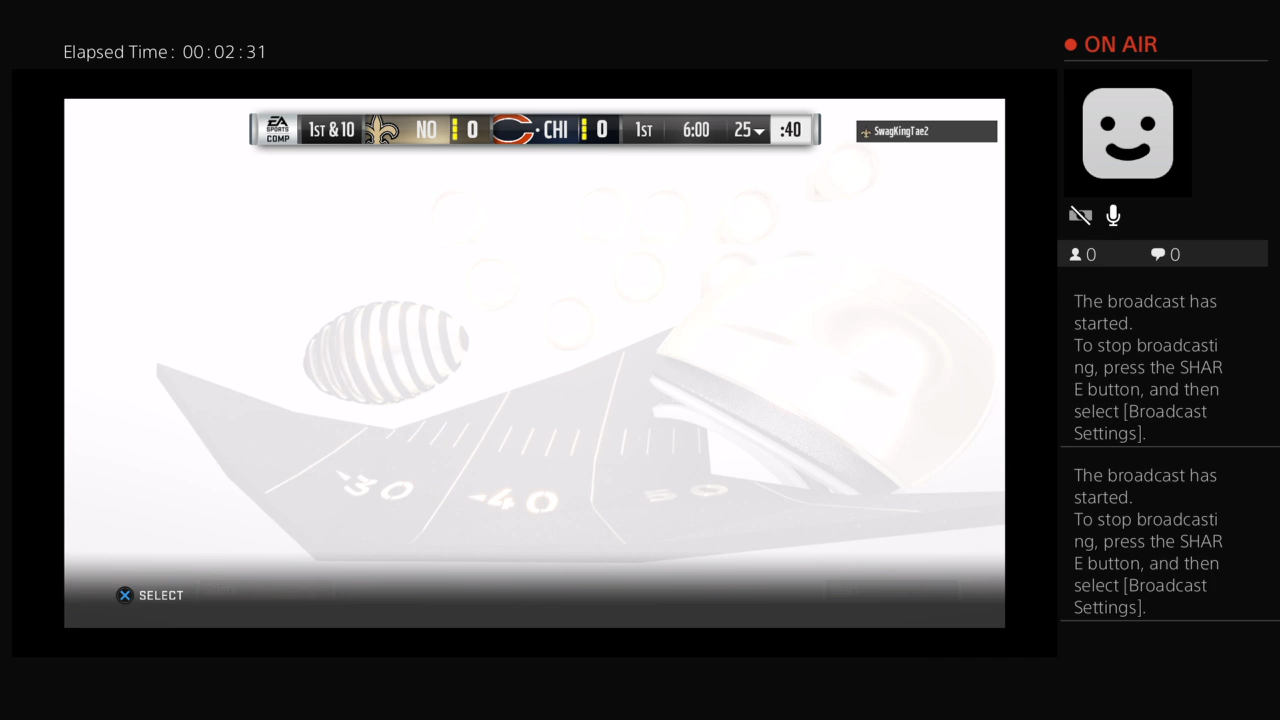 Elapsed Time: 00:02:31
ON AIR
EA SPORTS COMP 1ST & 10 NO 0 CHI 0 1ST 6:00 25 :40
SwagKingTae2
0 0
The broadcast has
started.
To stop broadcasti
ng, press the SHAR
E button, and then
select [Broadcast
Settings].
The broadcast has
started.
To stop broadcasti
ng, press the SHAR
E button, and then
select [Broadcast
Settings].
30 40 50
SELECT